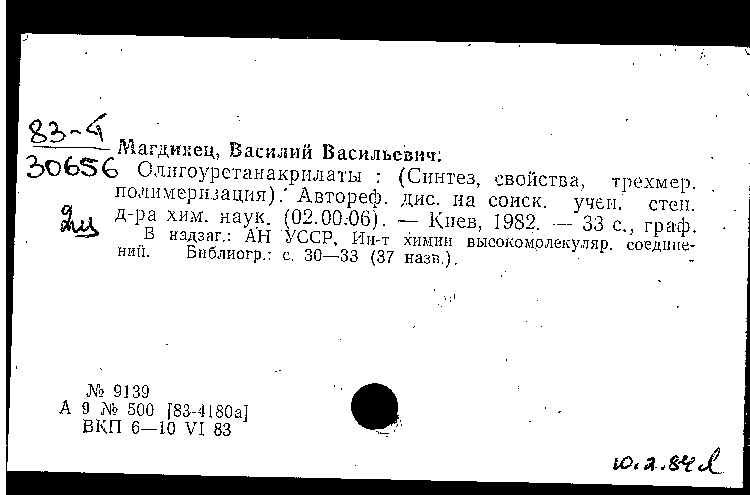 83-4
30656
Магдинец, Василий Васильевич:
Олигоуретанакрилаты : (Синтез, свойства, трехмер.
полимеризация). Автореф. дис. на соиск. учен. степ.
д-ра хим. наук. (02.00.06). — Киев, 1982. — 33 с., граф.
В надзаг.: АН УССР, Ин-т химии высокомолекуляр. соедине-
ний. Библиогр.: с. 30—33 (37 назв.).
№ 9139
А 9 № 500 [83-4180а]
ВКП 6—10 VI 83
10.2.84